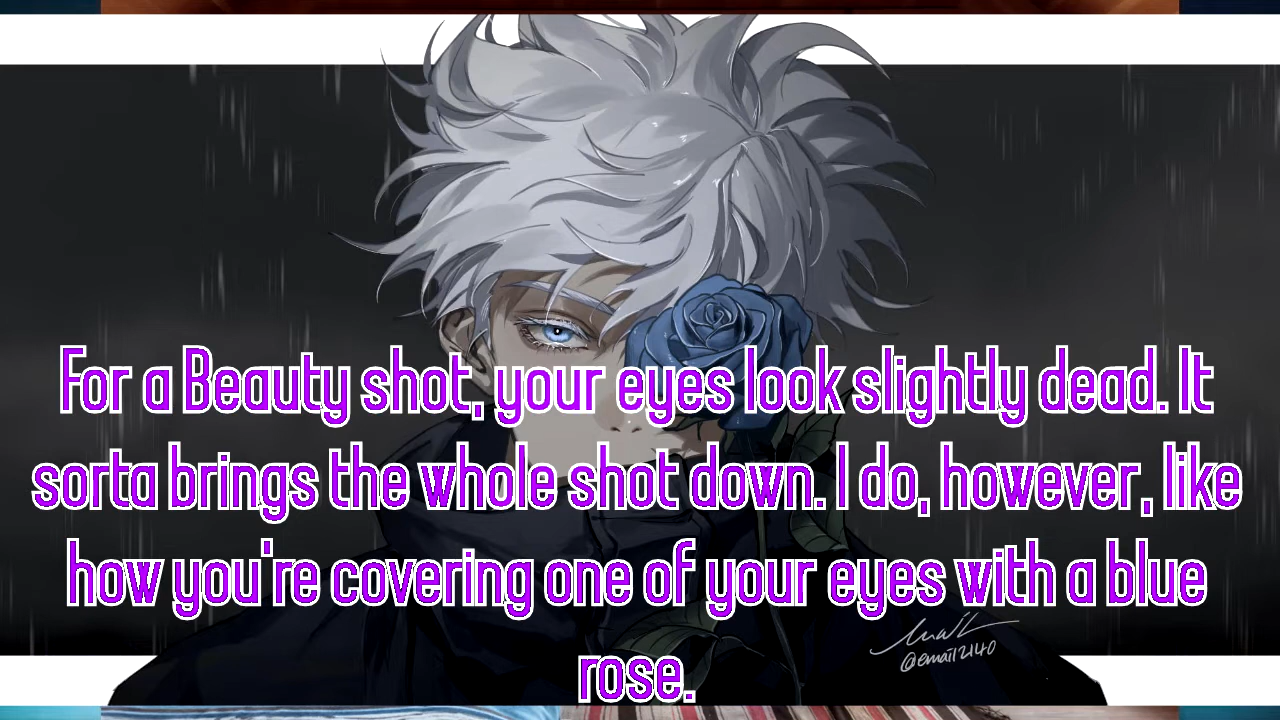 For a Beauty shot, your eyes look slightly dead. It
sorta brings the whole shot down. I do, however, like
how you're covering one of your eyes with a blue
rose.
@email2140